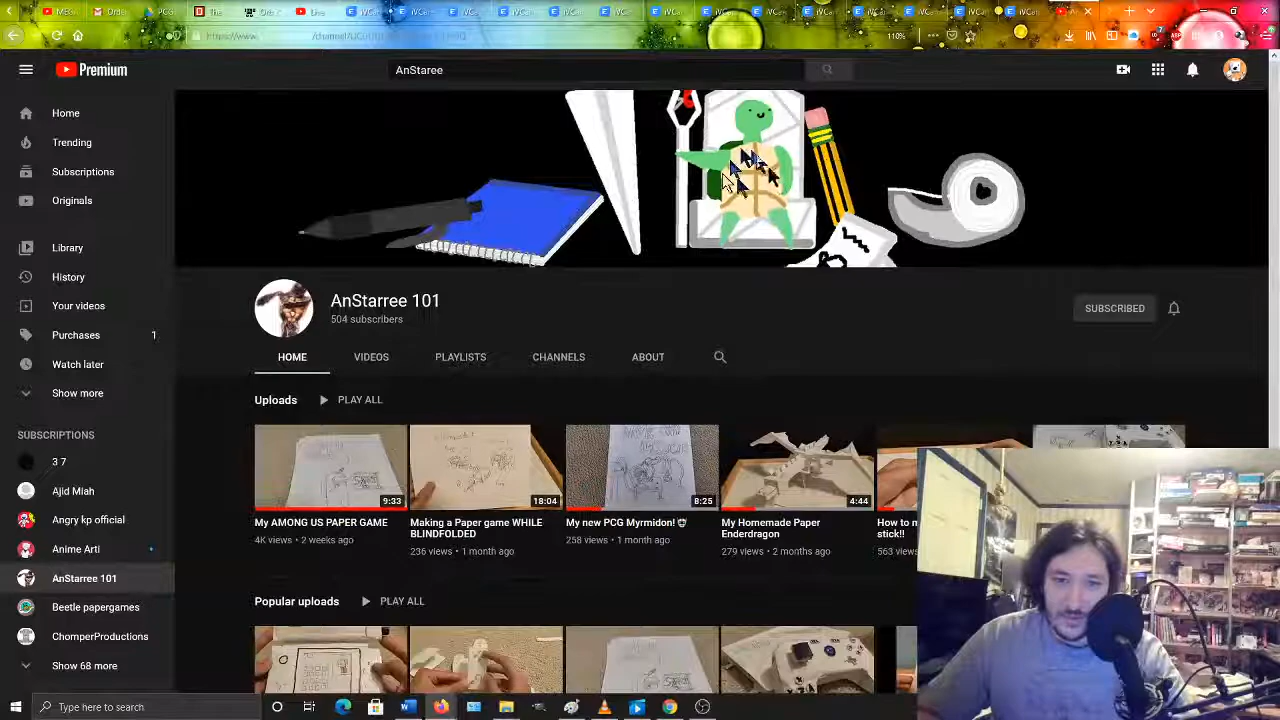 110%
Premium
AnStaree
Home
Trending
Subscriptions
Originals
Library
History
Your videos
Purchases 1
Watch later
Show more
SUBSCRIPTIONS
3 7
Ajid Miah
Angry kp official
Anime Arti
AnStarree 101
Beetle papergames
ChomperProductions
Show 68 more
AnStarree 101
504 subscribers
SUBSCRIBED
HOME VIDEOS PLAYLISTS CHANNELS ABOUT
Uploads PLAY ALL
9:33 18:04 8:25 4:44
My AMONG US PAPER GAME
4K views • 2 weeks ago
Making a Paper game WHILE
BLINDFOLDED
236 views • 1 month ago
My new PCG Myrmidon!
258 views • 1 month ago
My Homemade Paper
Enderdragon
279 views • 2 months ago
How to m
stick!!
563 views
Popular uploads PLAY ALL
Type here to search